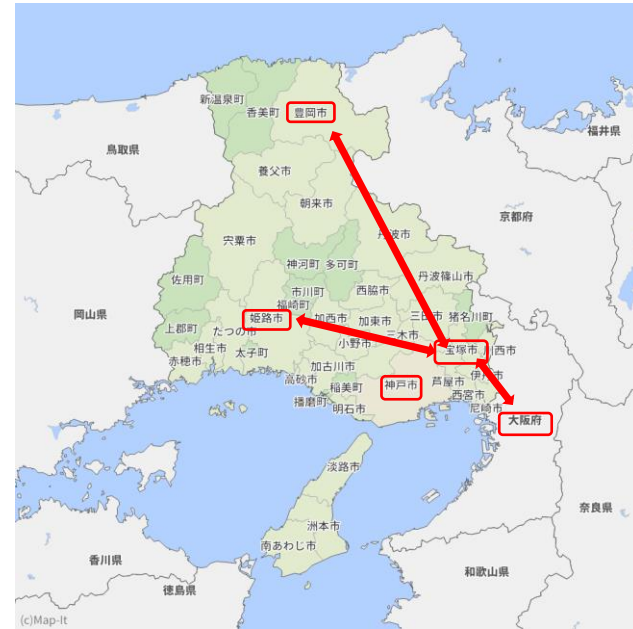 新温泉町
香美町
豊岡市
鳥取県
福井県
養父市
京都府
朝来市
宍粟市
丹波市
神河町
多可町
丹波篠山市
佐用町
市川町
西脇市
岡山県
福崎町
姫路市
加西市
加東市
三田市
猪名川町
上郡町
たつの市
小野市
三木市
宝塚市
川西市
相生市
太子町
赤穂市
加古川市
伊丹市
高砂市
稲美町
神戸市
芦屋市
西宮市
播磨町
明石市
尼崎市
大阪府
淡路市
奈良県
洲本市
南あわじ市
香川県
徳島県
和歌山県
(c)Map-It